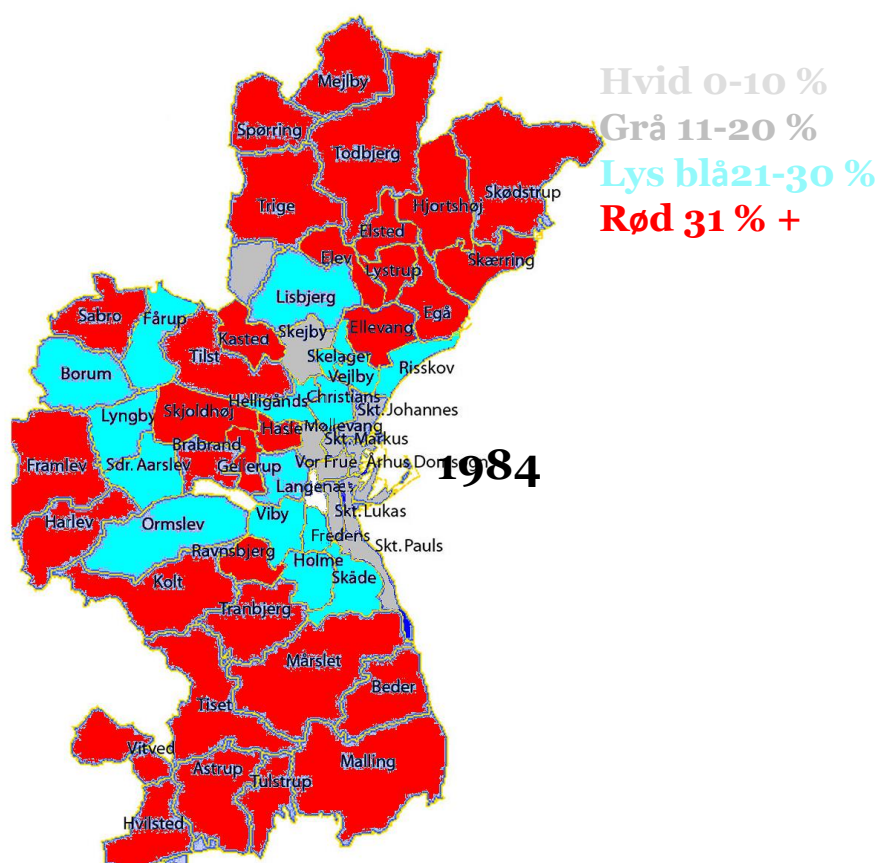 Mejlby
Hvid 0-10 %
Grå 11-20 %
Lys blå21-30 %
Rød 31 % +
Spørring
Todbjerg
Skødstrup
Trige
Hjortshøj
Elsted
Elev
Lystrup
Skærring
Lisbjerg
Sabro
Fårup
Egå
Skejby
Ellevang
Kasted
Tilst
Skelager
Risskov
Borum
Vejlby
Helligånds
Christians
Lyngby
Skjoldhøj
Skt. Johannes
Hasle
Møllevang
Brabrand
Skt. Markus
Framlev
Sdr. Aarslev
Gellerup
Vor Frue
Århus Domsogn
1984
Langenæs
Harlev
Ormslev
Viby
Skt. Lukas
Fredens
Skt. Pauls
Ravnsbjerg
Holme
Kolt
Skåde
Tranbjerg
Mårslet
Beder
Tiset
Vitved
Malling
Astrup
Tulstrup
Hvilsted